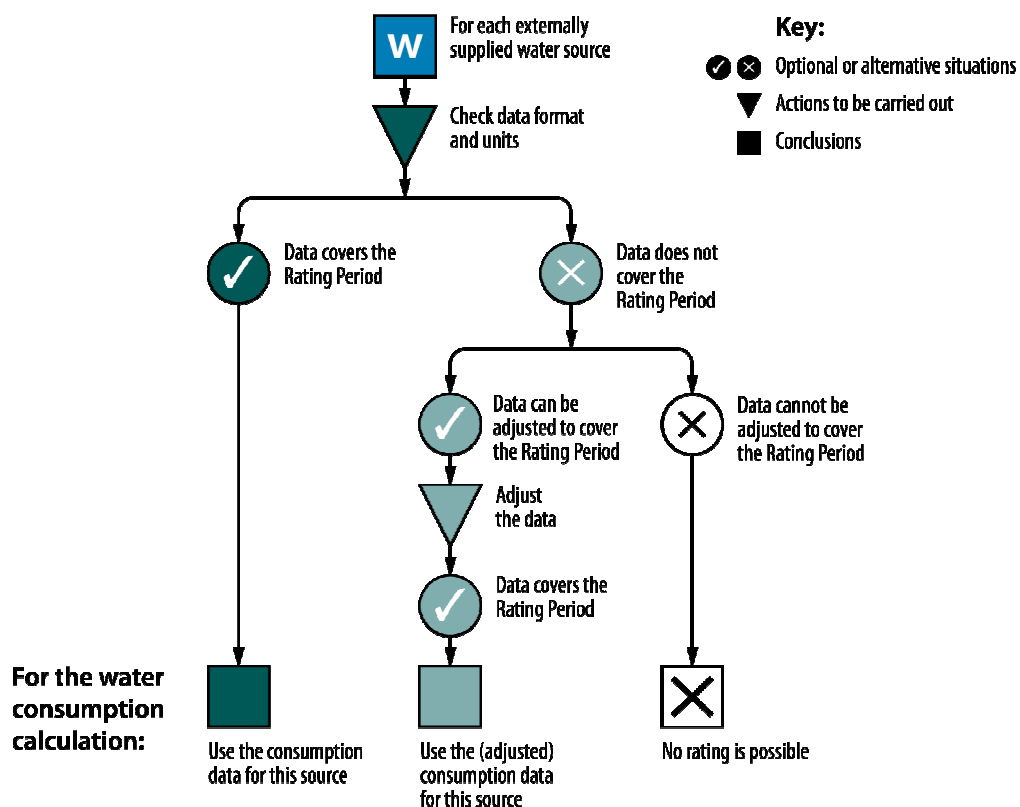 W
For each externally
supplied water source
Key:
Optional or alternative situations
Actions to be carried out
Conclusions
Check data format
and units
Data covers the
Rating Period
Data does not
cover the
Rating Period
Data can be
adjusted to cover
the Rating Period
Data cannot be
adjusted to cover
the Rating Period
Adjust
the data
Data covers the
Rating Period
For the water
consumption
calculation:
Use the consumption
data for this source
Use the (adjusted)
consumption data
for this source
No rating is possible